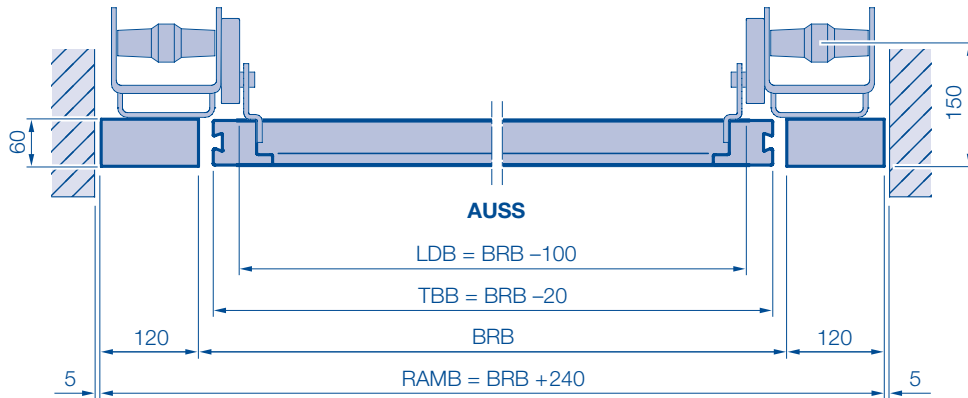 60
150
AUSS
LDB = BRB –100
TBB = BRB –20
120
BRB
120
5
RAMB = BRB +240
5